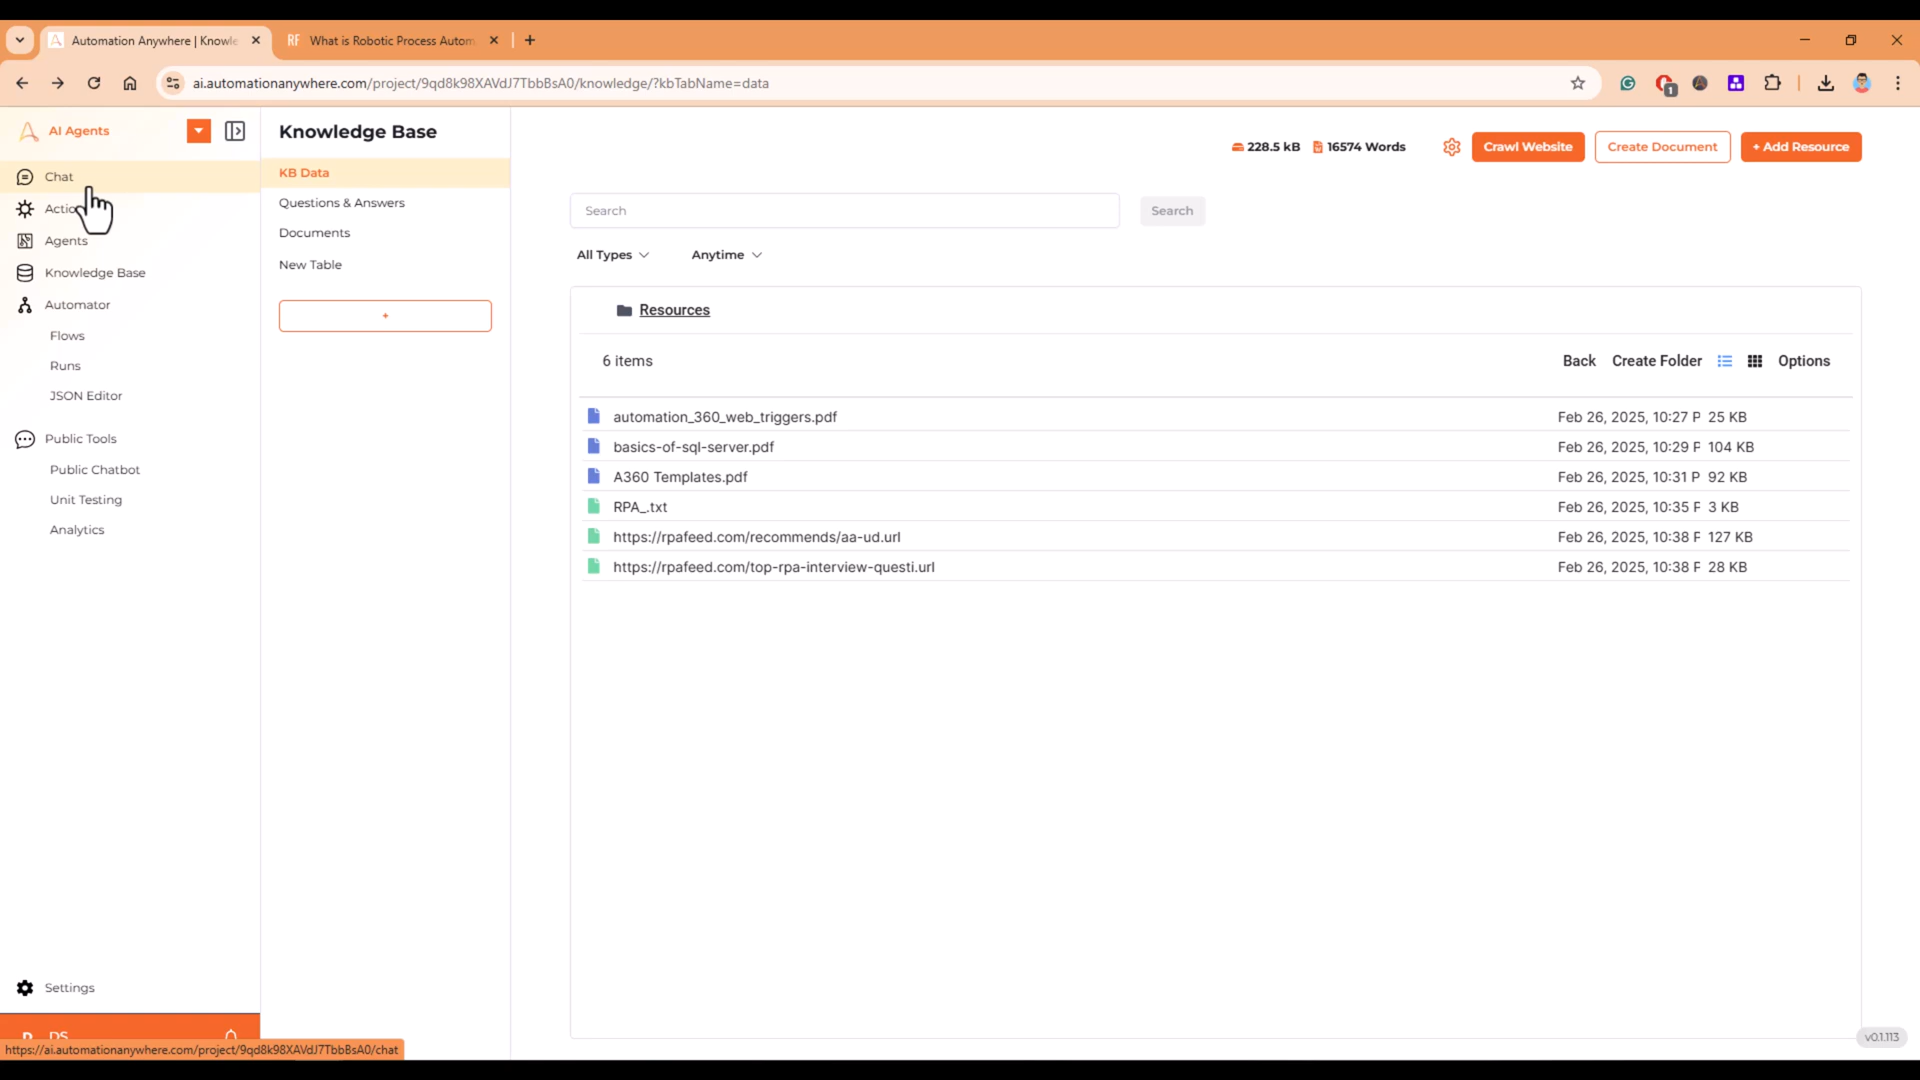 Automation Anywhere | Knowle
RF What is Robotic Process Autom
ai.automationanywhere.com/project/9qd8k98XAVdJ7TbbBsA0/knowledge/?kbTabName=data
1
AI Agents
Chat
Agents
Knowledge Base
Automator
Flows
Runs
JSON Editor
Public Tools
Public Chatbot
Unit Testing
Analytics
Settings
DS
https://ai.automationanywhere.com/project/9qd8k98XAVdJ7TbbBsA0/chat
Knowledge Base
KB Data
Questions & Answers
Documents
New Table
+
228.5 kB 16574 Words
Crawl Website
Create Document
+ Add Resource
Search Search
All Types Anytime
Resources
6 items Back Create Folder Options
automation_360_web_triggers.pdf Feb 26, 2025, 10:27 P 25 KB
basics-of-sql-server.pdf Feb 26, 2025, 10:29 P 104 KB
A360 Templates.pdf Feb 26, 2025, 10:31 P 92 KB
RPA_.txt Feb 26, 2025, 10:35 P 3 KB
https://rpafeed.com/recommends/aa-ud.url Feb 26, 2025, 10:38 P 127 KB
https://rpafeed.com/top-rpa-interview-questi.url Feb 26, 2025, 10:38 P 28 KB
v0.1.113